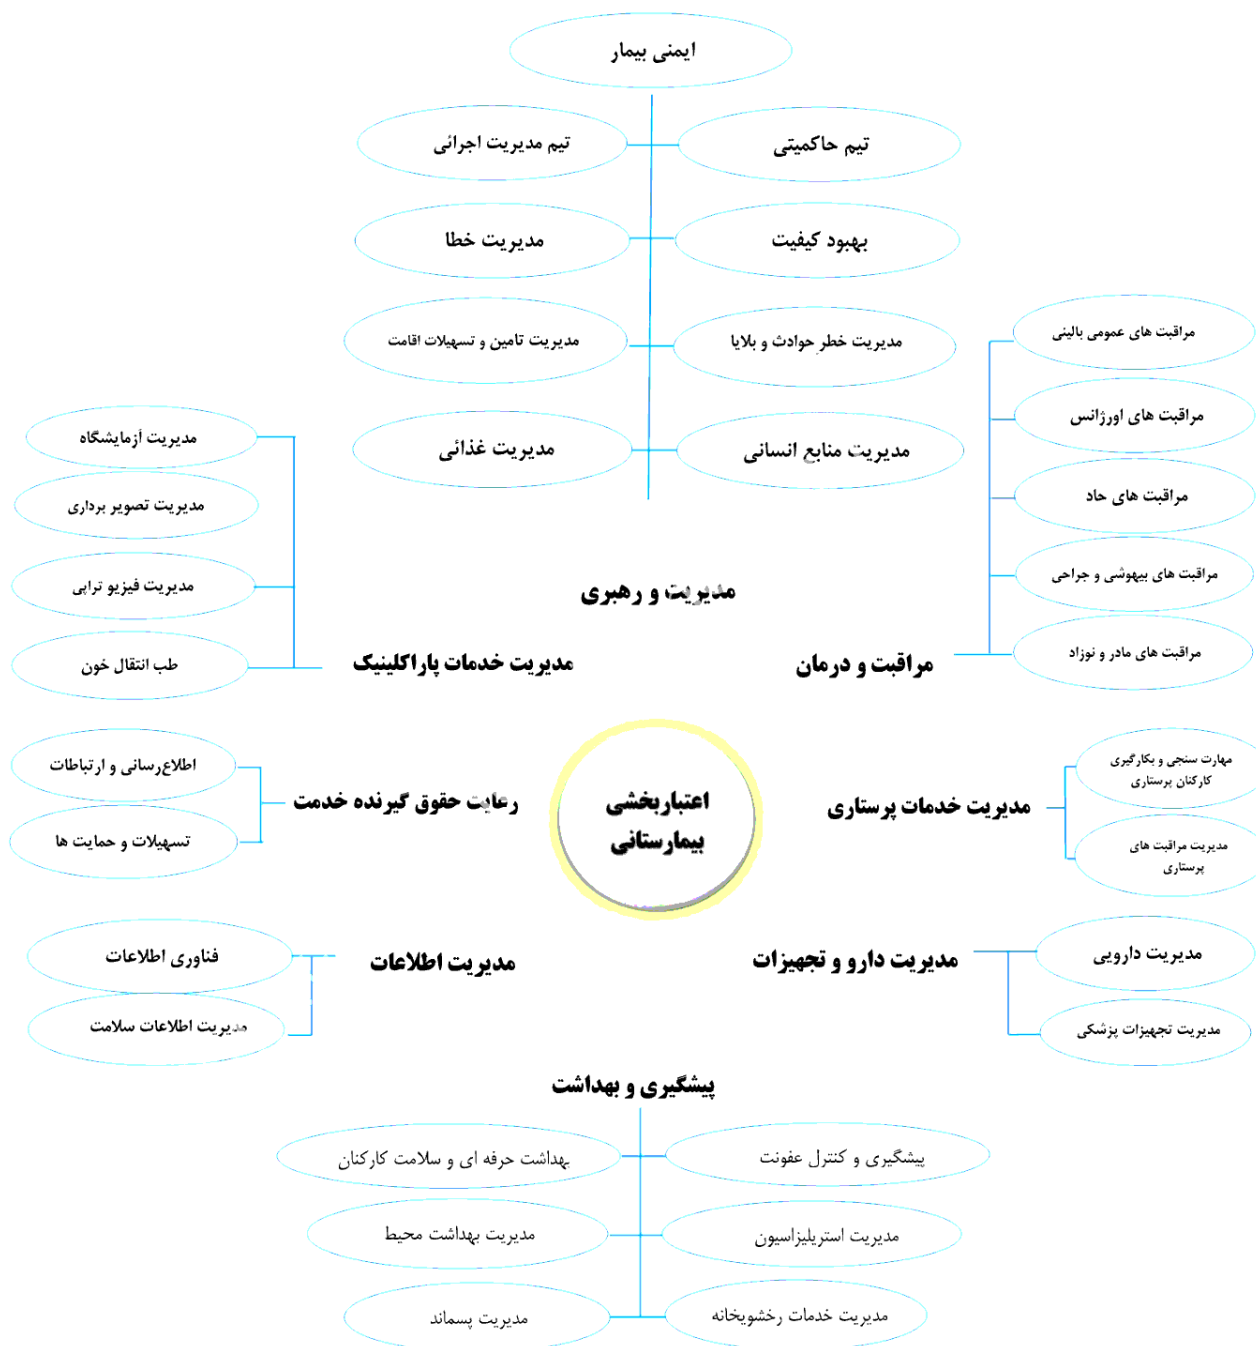 ایمنی بیمار
تیم حاکمیتی
تیم مدیریت اجرائی
بهبود کیفیت
مدیریت خطا
مدیریت خطر حوادث و بلایا
مدیریت تامین و تسهیلات اقامت
مدیریت منابع انسانی
مدیریت غذائی
مدیریت و رهبری
مراقبت های عمومی بالینی
مراقبت های اورژانس
مراقبت های حاد
مراقبت های بیهوشی و جراحی
مراقبت های مادر و نوزاد
مراقبت و درمان
مدیریت آزمایشگاه
مدیریت تصویر برداری
مدیریت فیزیو تراپی
طب انتقال خون
مدیریت خدمات پاراکلینیک
مهارت سنجی و بکارگیری
کارکنان پرستاری
مدیریت مراقبت های
پرستاری
مدیریت خدمات پرستاری
اعتباربخشی
بیمارستانی
رعایت حقوق گیرنده خدمت
اطلاع‌رسانی و ارتباطات
تسهیلات و حمایت ها
مدیریت دارویی
مدیریت تجهیزات پزشکی
مدیریت دارو و تجهیزات
مدیریت اطلاعات
فناوری اطلاعات
مدیریت اطلاعات سلامت
پیشگیری و بهداشت
پیشگیری و کنترل عفونت
بهداشت حرفه ای و سلامت کارکنان
مدیریت استریلیزاسیون
مدیریت بهداشت محیط
مدیریت خدمات رخشویخانه
مدیریت پسماند